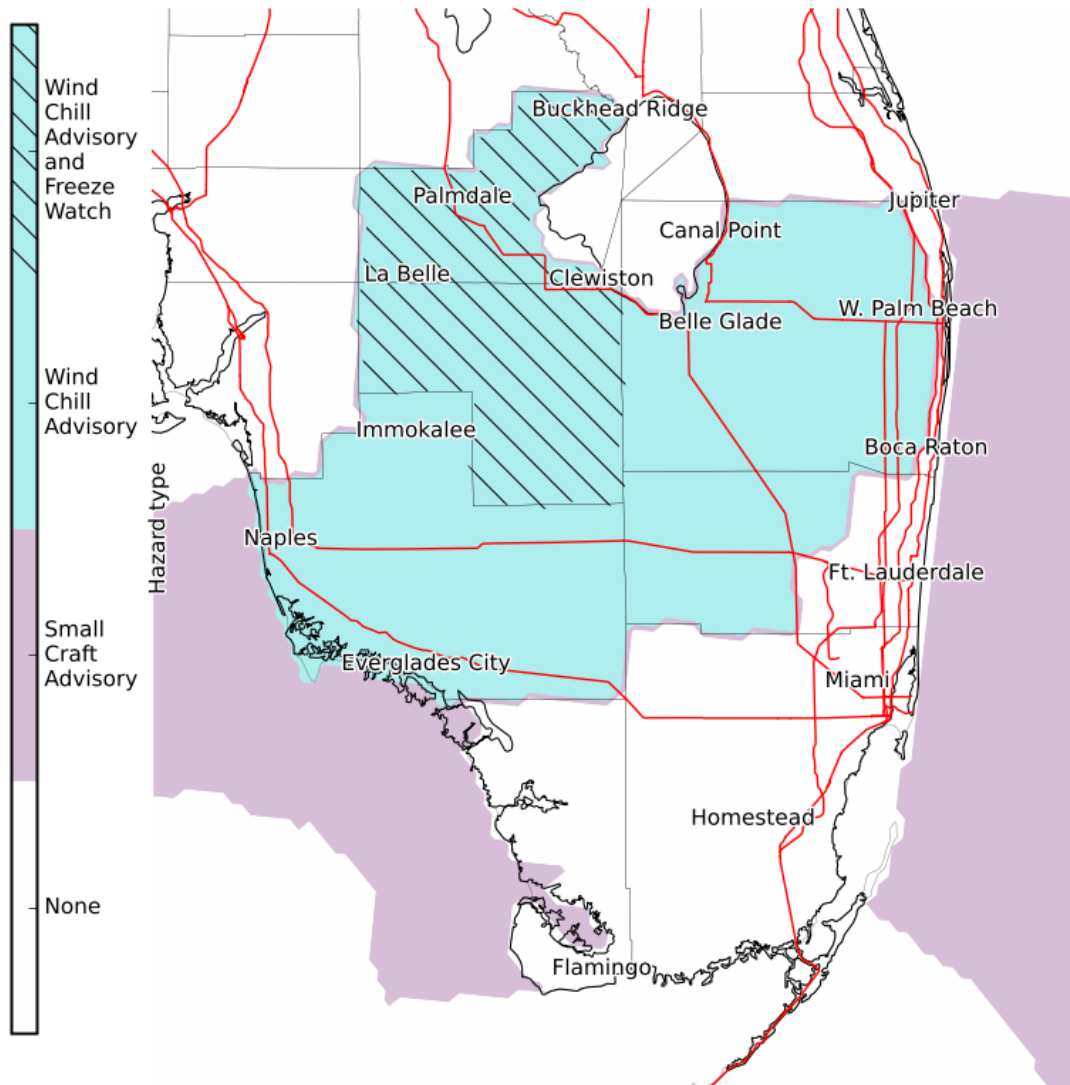 Wind
Chill
Advisory
and
Freeze
Watch
Wind
Chill
Advisory
Small
Craft
Advisory
None
Hazard type
Buckhead Ridge
Palmdale
Jupiter
Canal Point
La Belle
Clewiston
W. Palm Beach
Belle Glade
Immokalee
Boca Raton
Naples
Ft. Lauderdale
Everglades City
Miami
Homestead
Flamingo